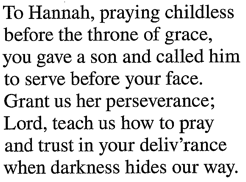 To Hannah, praying childless
before the throne of grace,
you gave a son and called him
to serve before your face.
Grant us her perseverance;
Lord, teach us how to pray
and trust in your deliv'rance
when darkness hides our way.